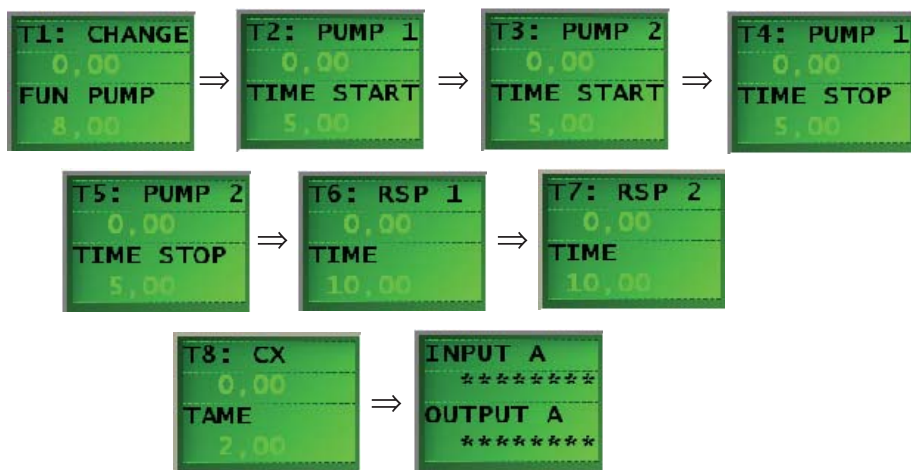 T1: CHANGE
0,00
FUN PUMP
8,00
⇒
T2: PUMP 1
0,00
TIME START
5,00
⇒
T3: PUMP 2
0,00
TIME START
5,00
⇒
T4: PUMP 1
0,00
TIME STOP
5,00
T5: PUMP 2
0,00
TIME STOP
5,00
⇒
T6: RSP 1
0,00
TIME
10,00
⇒
T7: RSP 2
0,00
TIME
10,00
T8: CX
0,00
TAME
2,00
⇒
INPUT A
********
OUTPUT A
********